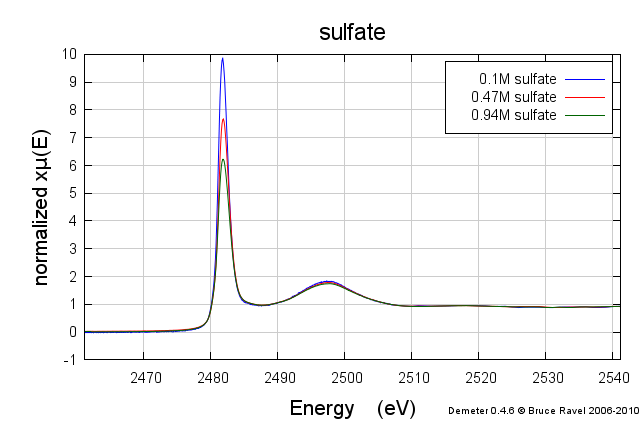 sulfate
10
9
8
7
6
5
4
3
2
1
0
-1
normalized xμ(E)
0.1M sulfate
0.47M sulfate
0.94M sulfate
2470 2480 2490 2500 2510 2520 2530 2540
Energy (eV)
Demeter 0.4.6 © Bruce Ravel 2006-2010